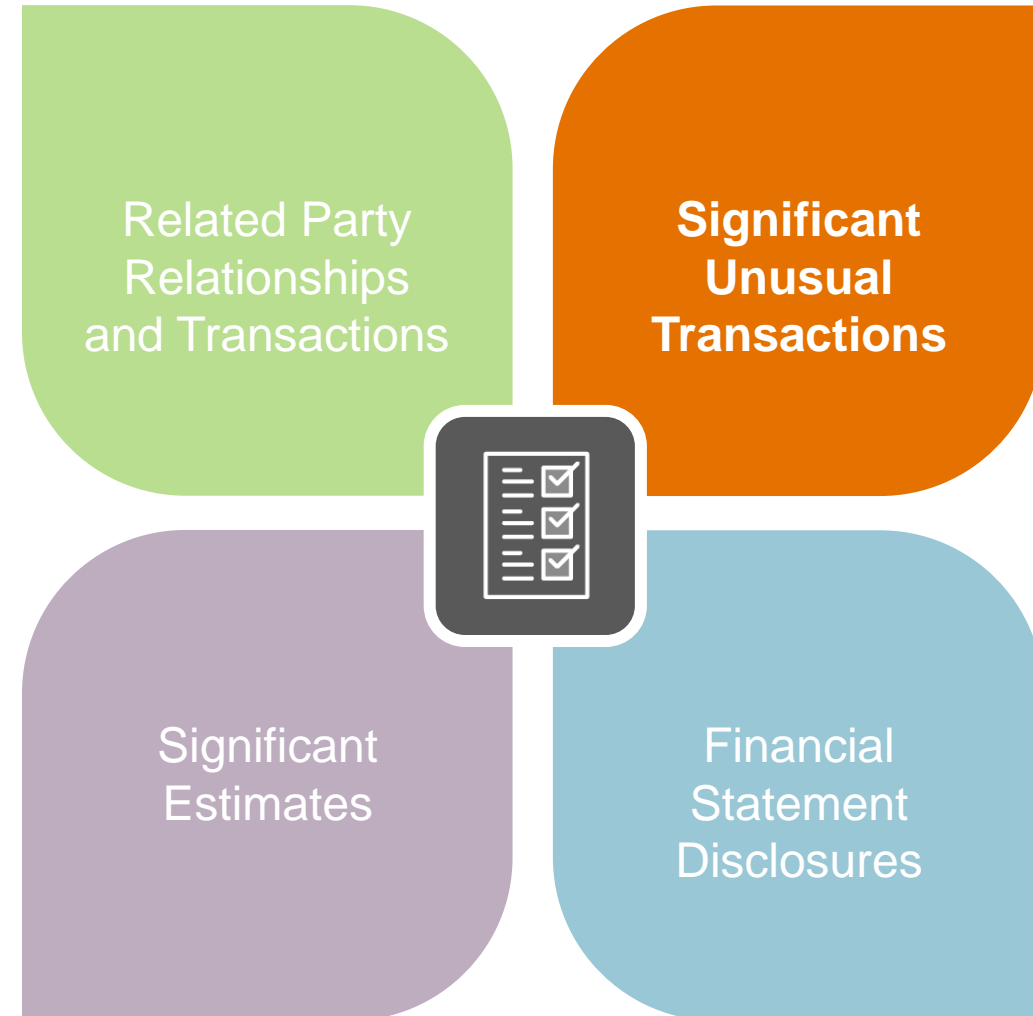 Related Party
Relationships
and Transactions
Significant
Unusual
Transactions
Significant
Estimates
Financial
Statement
Disclosures